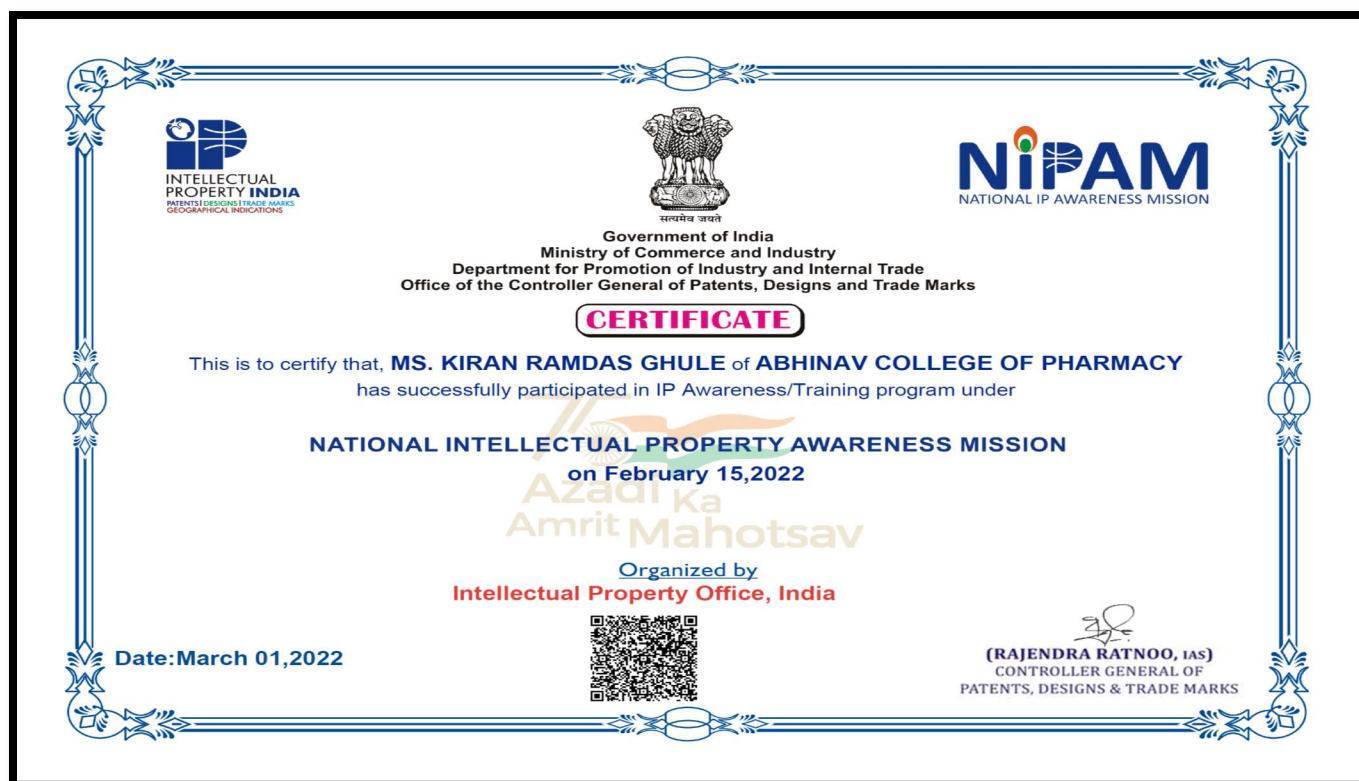 INTELLECTUAL
PROPERTY INDIA
PATENTS | DESIGNS | TRADE MARKS
GEOGRAPHICAL INDICATIONS
सत्यमेव जयते
NiPAM
NATIONAL IP AWARENESS MISSION
Government of India
Ministry of Commerce and Industry
Department for Promotion of Industry and Internal Trade
Office of the Controller General of Patents, Designs and Trade Marks
CERTIFICATE
This is to certify that, MS. KIRAN RAMDAS GHULE of ABHINAV COLLEGE OF PHARMACY
has successfully participated in IP Awareness/Training program under
NATIONAL INTELLECTUAL PROPERTY AWARENESS MISSION
on February 15,2022
75
Azadi Ka
Amrit Mahotsav
Organized by
Intellectual Property Office, India
Date:March 01,2022
(RAJENDRA RATNOO, IAS)
CONTROLLER GENERAL OF
PATENTS, DESIGNS & TRADE MARKS